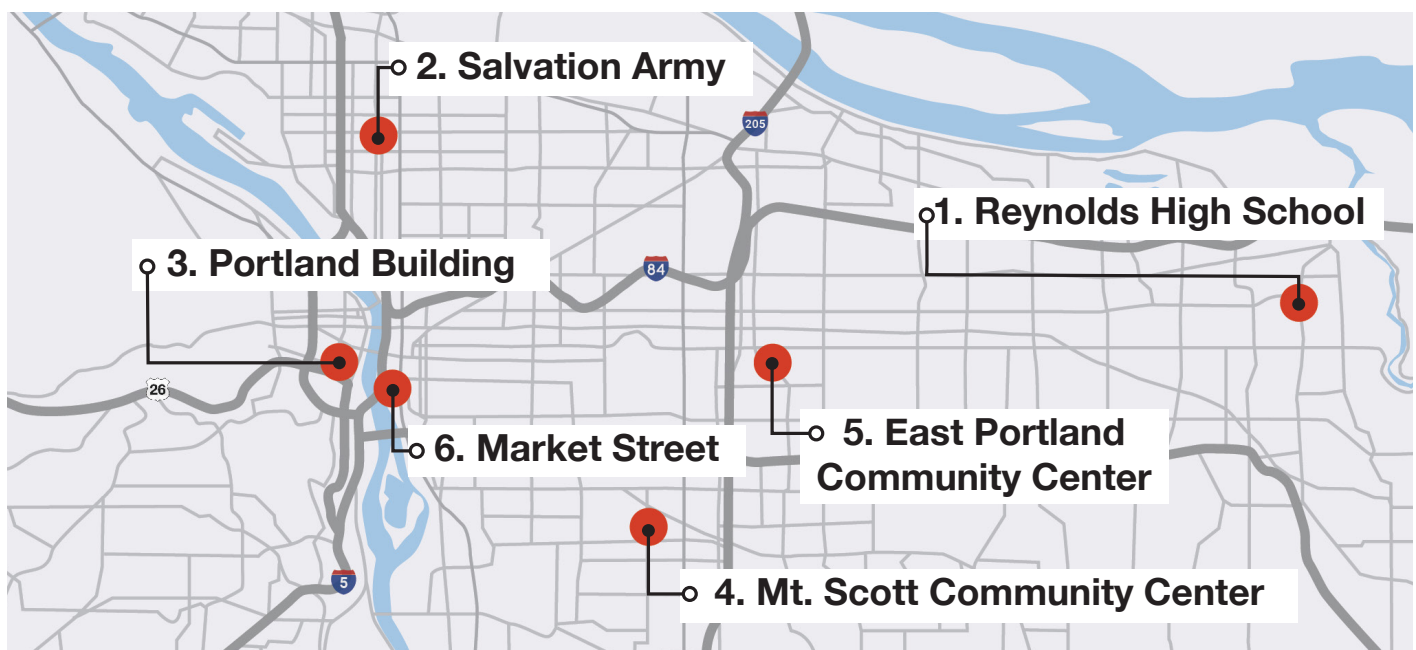 2. Salvation Army
205
1. Reynolds High School
3. Portland Building
84
26
6. Market Street
5. East Portland
Community Center
5
4. Mt. Scott Community Center